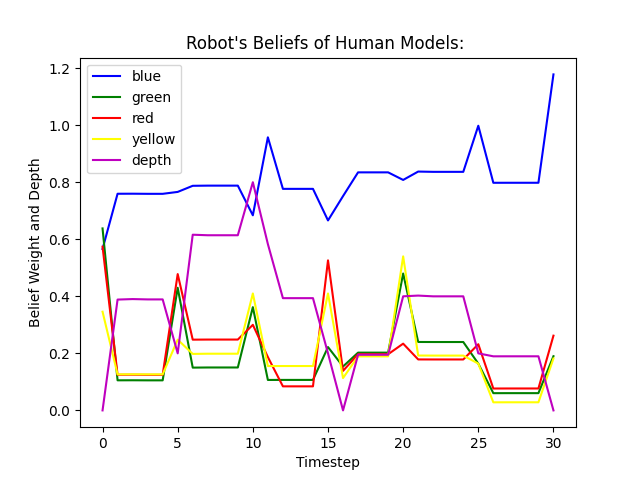 Robot's Beliefs of Human Models:
blue
green
red
yellow
depth
1.2
1.0
0.8
0.6
0.4
0.2
0.0
Belief Weight and Depth
0 5 10 15 20 25 30
Timestep